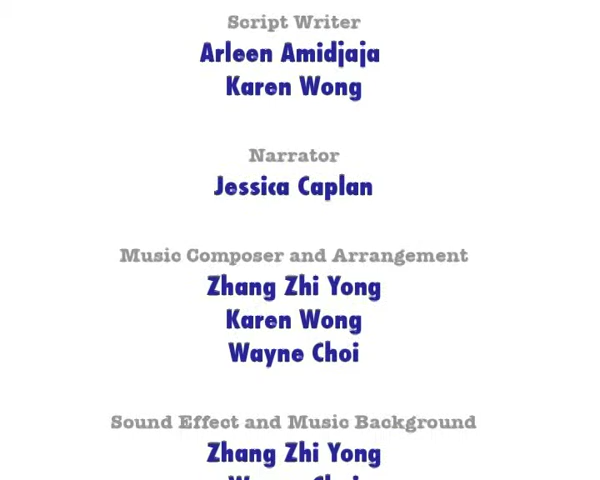 Script Writer
Arleen Amidjaja
Karen Wong
Narrator
Jessica Caplan
Music Composer and Arrangement
Zhang Zhi Yong
Karen Wong
Wayne Choi
Sound Effect and Music Background
Zhang Zhi Yong